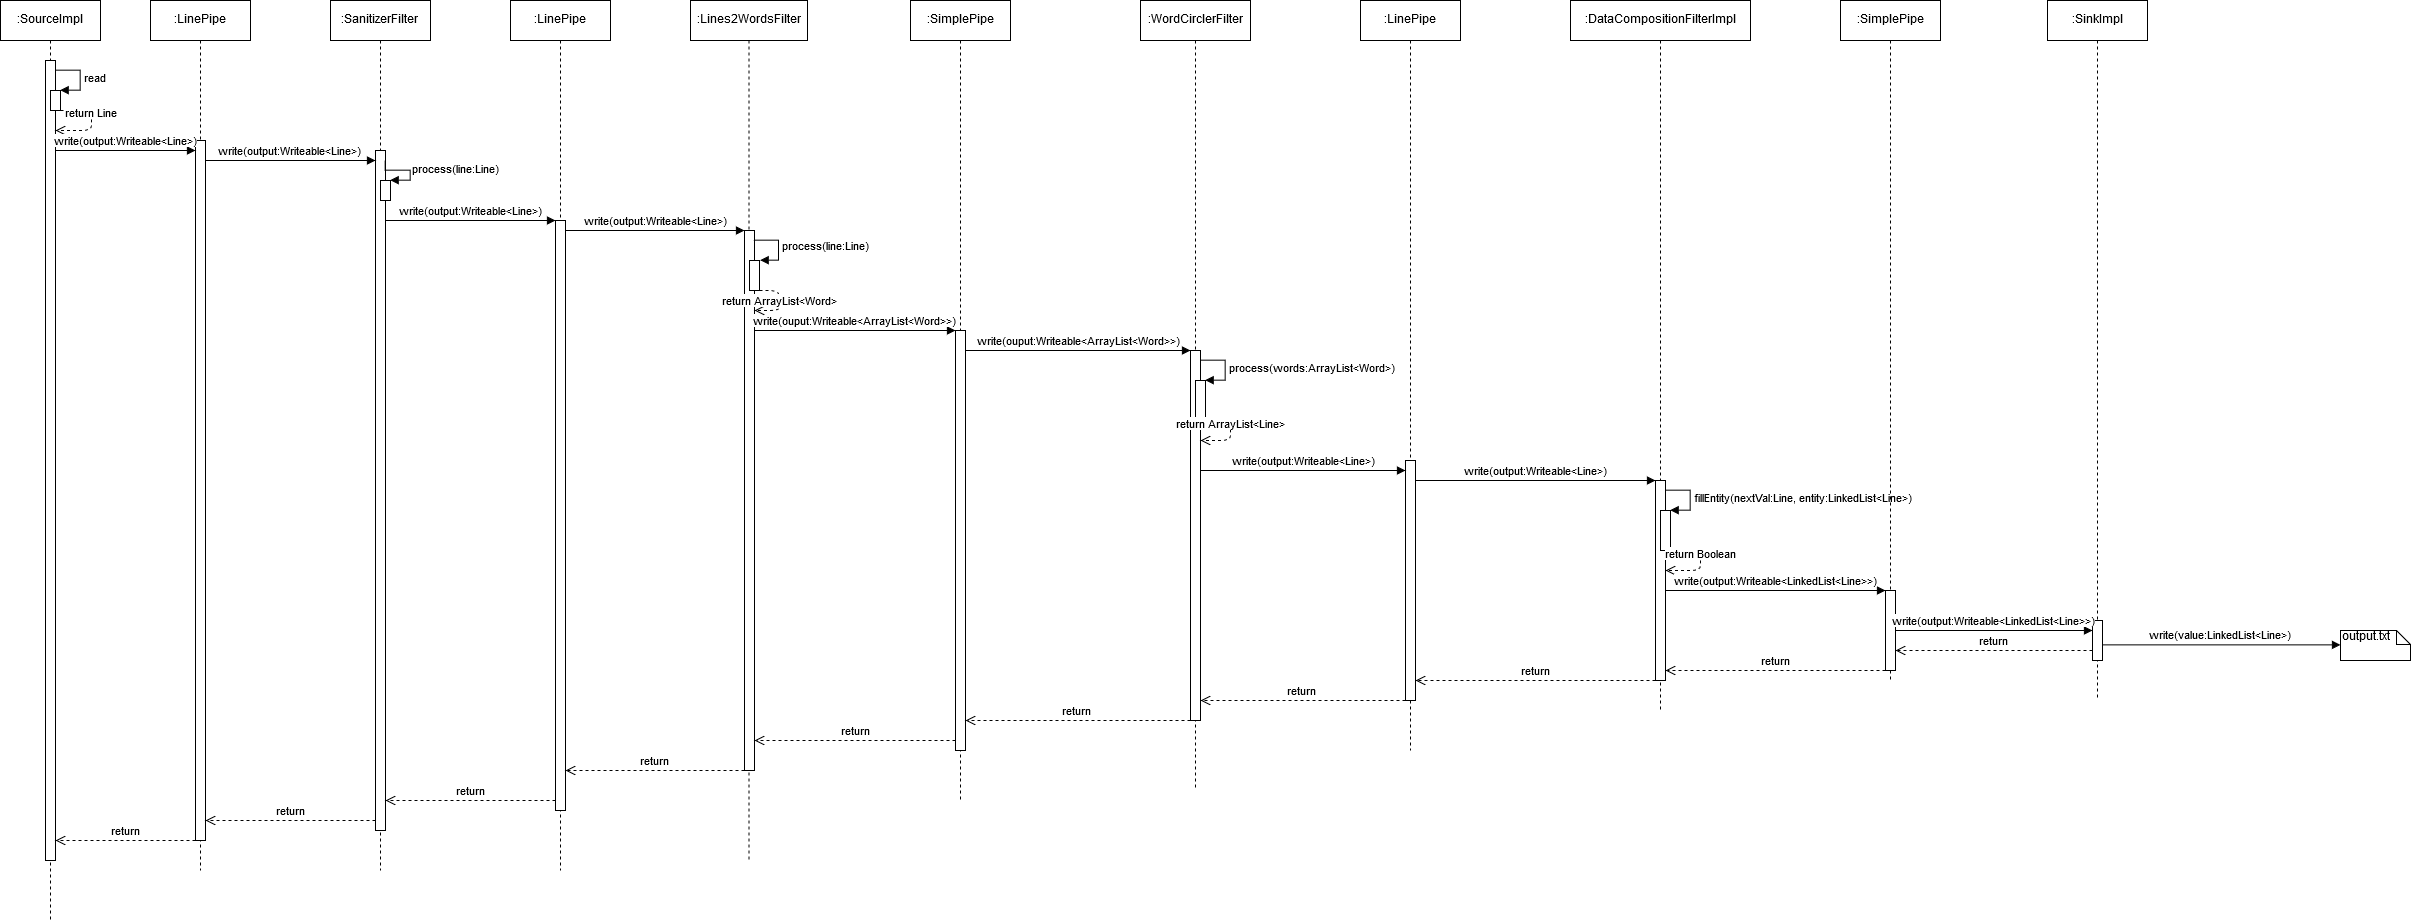 :SourceImpl
:LinePipe
:SanitizerFilter
:LinePipe
:Lines2WordsFilter
:SimplePipe
:WordCirclerFilter
:LinePipe
:DataCompositionFilterImpl
:SimplePipe
:SinkImpl
read
return Line
write(output:Writeable<Line>)
write(output:Writeable<Line>)
process(line:Line)
write(output:Writeable<Line>)
write(output:Writeable<Line>)
process(line:Line)
return ArrayList<Word>
write(ouput:Writeable<ArrayList<Word>>)
write(ouput:Writeable<ArrayList<Word>>)
process(words:ArrayList<Word>)
return ArrayList<Line>
write(output:Writeable<Line>)
write(output:Writeable<Line>)
fillEntity(nextVal:Line, entity:LinkedList<Line>)
return Boolean
write(output:Writeable<LinkedList<Line>>)
write(output:Writeable<LinkedList<Line>>)
write(value:LinkedList<Line>)
output.txt
return
return
return
return
return
return
return
return
return
return